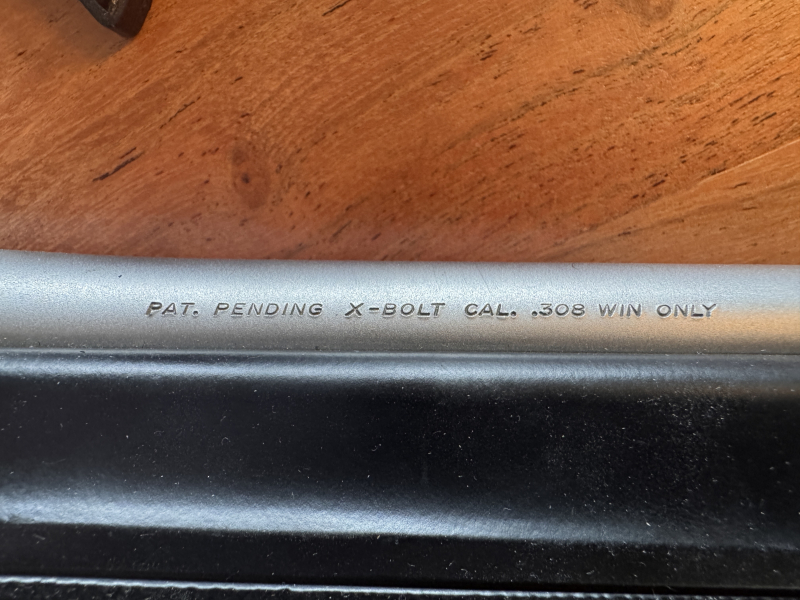 PAT. PENDING X-BOLT CAL. .308 WIN ONLY